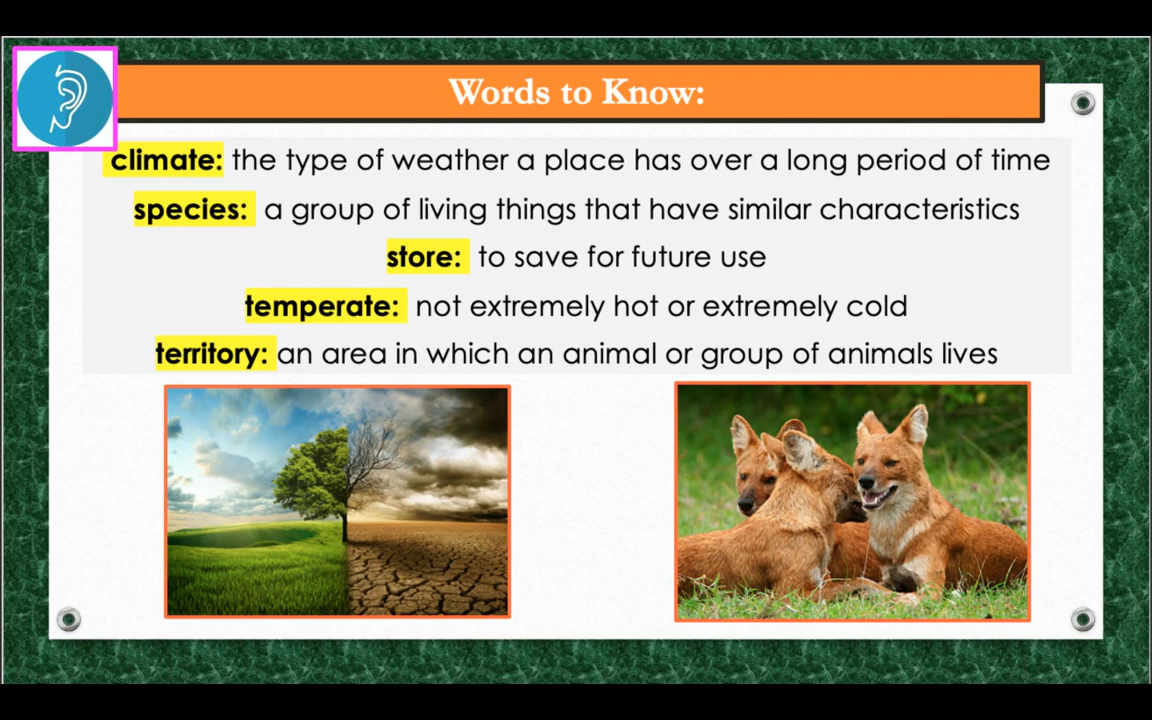 Words to Know:
climate: the type of weather a place has over a long period of time
species: a group of living things that have similar characteristics
store: to save for future use
temperate: not extremely hot or extremely cold
territory: an area in which an animal or group of animals lives